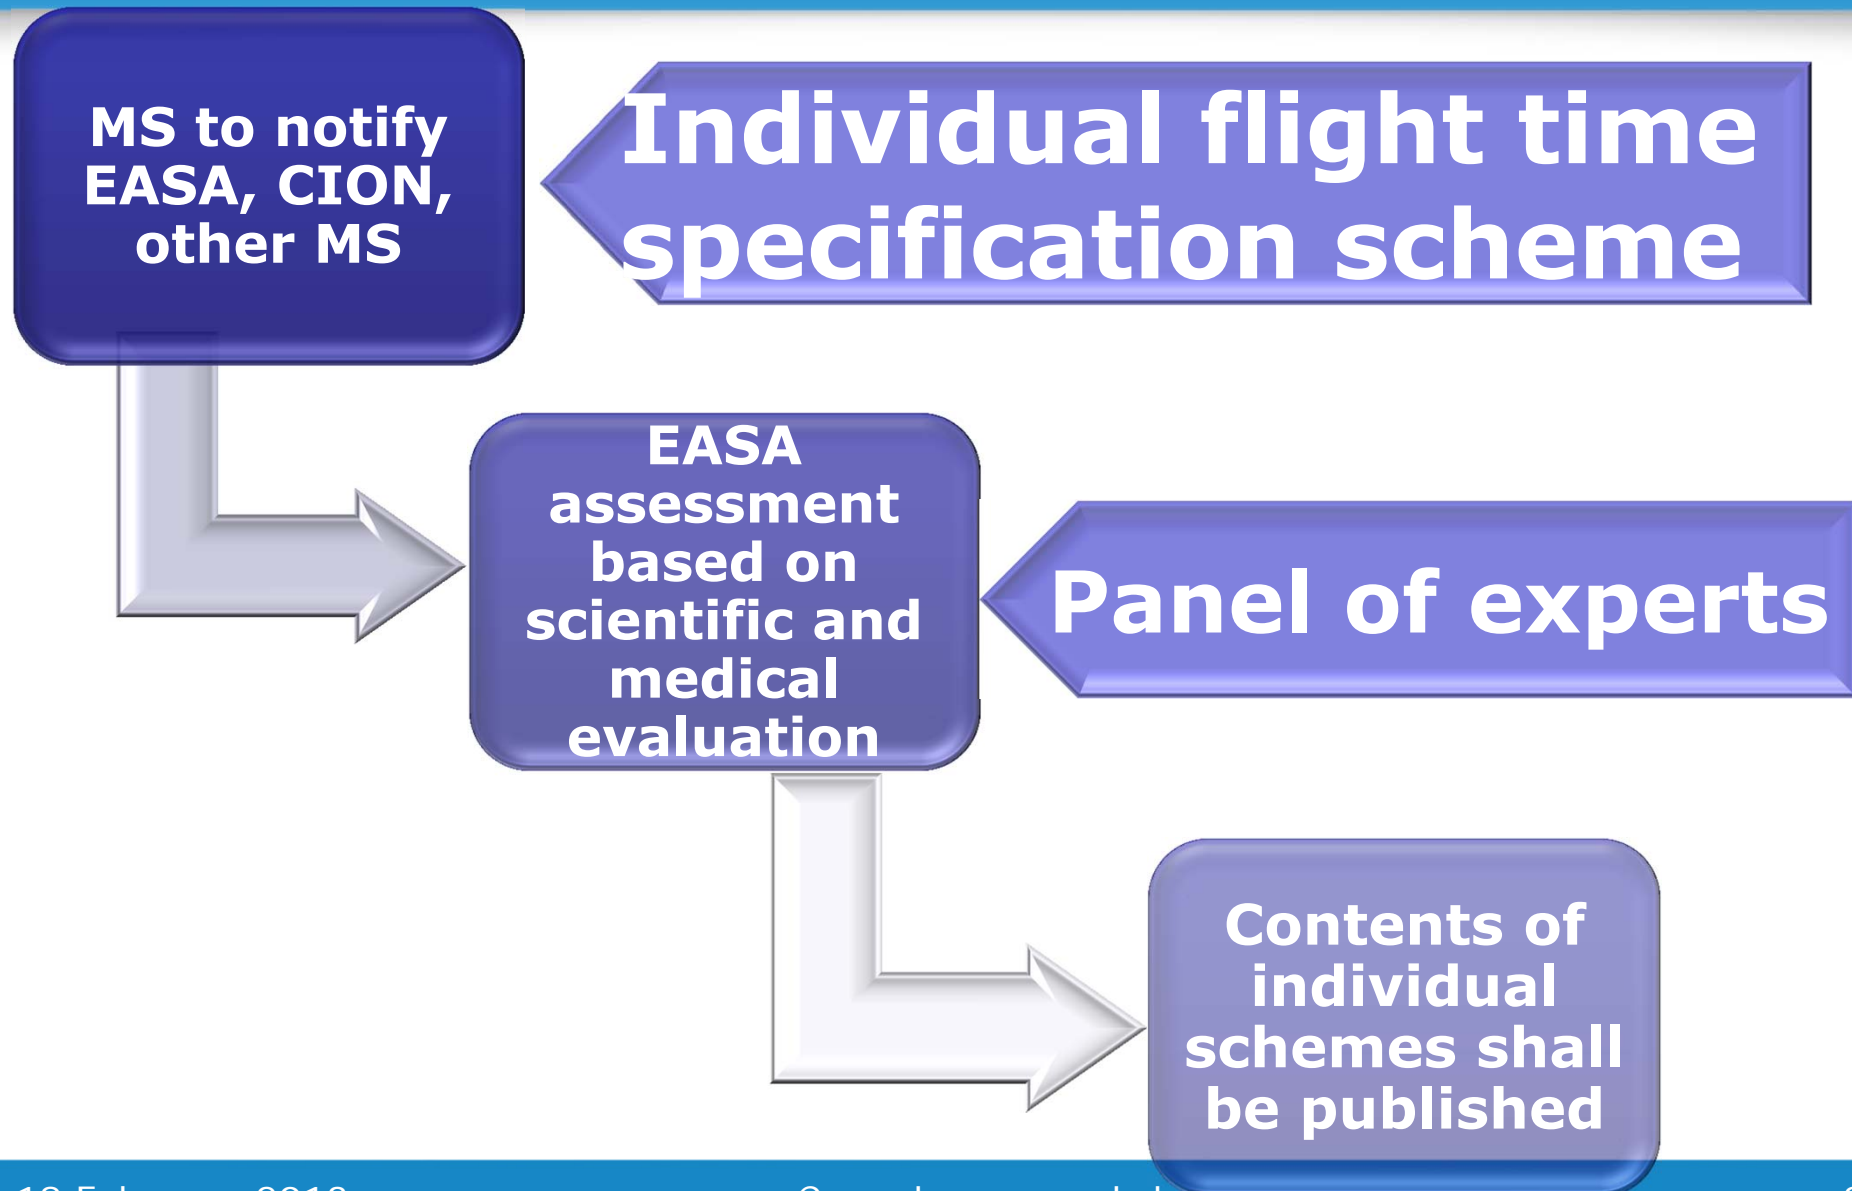 MS to notify
EASA, CION,
other MS
Individual flight time
specification scheme
EASA
assessment
based on
scientific and
medical
evaluation
Panel of experts
Contents of
individual
schemes shall
be published